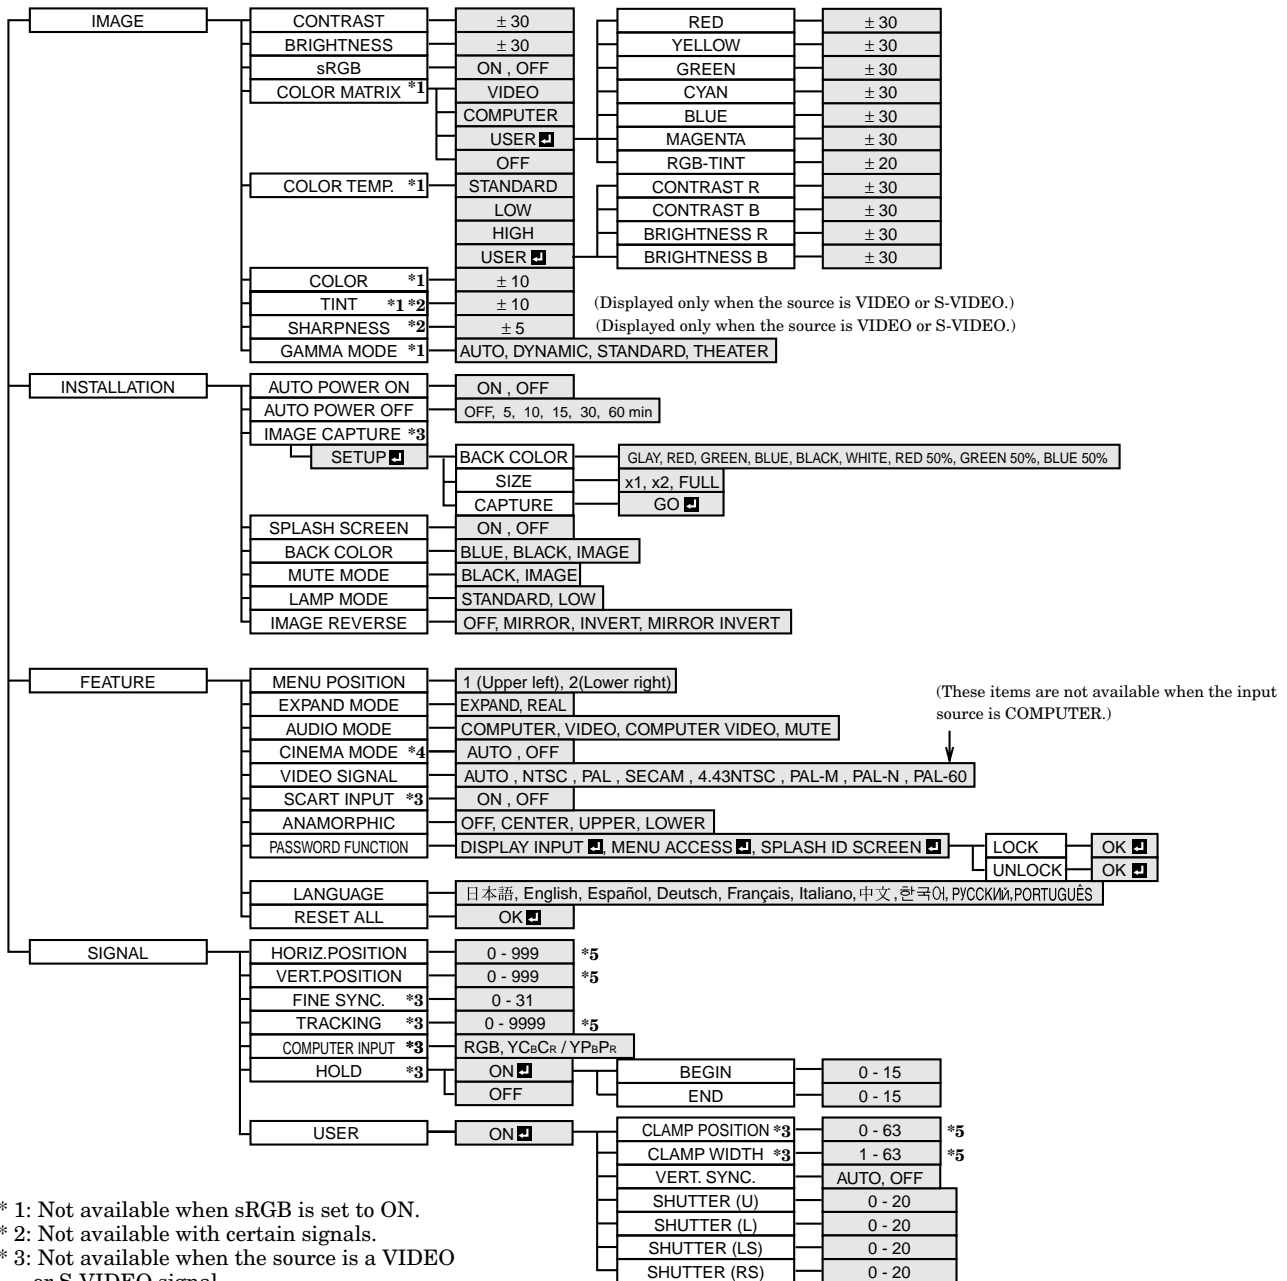 IMAGE CONTRAST ± 30 RED ± 30
BRIGHTNESS ± 30 YELLOW ± 30
sRGB ON , OFF GREEN ± 30
COLOR MATRIX *1 VIDEO CYAN ± 30
COMPUTER BLUE ± 30
USER MAGENTA ± 30
OFF RGB-TINT ± 20
COLOR TEMP. *1 STANDARD CONTRAST R ± 30
LOW CONTRAST B ± 30
HIGH BRIGHTNESS R ± 30
USER BRIGHTNESS B ± 30
COLOR *1 ± 10
TINT *1 *2 ± 10 (Displayed only when the source is VIDEO or S-VIDEO.)
SHARPNESS *2 ± 5 (Displayed only when the source is VIDEO or S-VIDEO.)
GAMMA MODE *1 AUTO, DYNAMIC, STANDARD, THEATER
INSTALLATION AUTO POWER ON ON , OFF
AUTO POWER OFF OFF, 5, 10, 15, 30, 60 min
IMAGE CAPTURE *3
SETUP BACK COLOR GLAY, RED, GREEN, BLUE, BLACK, WHITE, RED 50%, GREEN 50%, BLUE 50%
SIZE x1, x2, FULL
CAPTURE GO
SPLASH SCREEN ON , OFF
BACK COLOR BLUE, BLACK, IMAGE
MUTE MODE BLACK, IMAGE
LAMP MODE STANDARD, LOW
IMAGE REVERSE OFF, MIRROR, INVERT, MIRROR INVERT
FEATURE MENU POSITION 1 (Upper left), 2(Lower right)
(These items are not available when the input
source is COMPUTER.)
EXPAND MODE EXPAND, REAL
AUDIO MODE COMPUTER, VIDEO, COMPUTER VIDEO, MUTE
CINEMA MODE *4 AUTO , OFF
VIDEO SIGNAL AUTO , NTSC , PAL , SECAM , 4.43NTSC , PAL-M , PAL-N , PAL-60
SCART INPUT *3 ON , OFF
ANAMORPHIC OFF, CENTER, UPPER, LOWER
PASSWORD FUNCTION DISPLAY INPUT , MENU ACCESS , SPLASH ID SCREEN LOCK OK
UNLOCK OK
LANGUAGE 日本語, English, Español, Deutsch, Français, Italiano, 中文, 한국어, РУССКИЙ, PORTUGUÊS
RESET ALL OK
SIGNAL HORIZ.POSITION 0 - 999 *5
VERT.POSITION 0 - 999 *5
FINE SYNC. *3 0 - 31
TRACKING *3 0 - 9999 *5
COMPUTER INPUT *3 RGB, YCBCR / YPBPR
HOLD *3 ON BEGIN 0 - 15
OFF END 0 - 15
USER ON CLAMP POSITION *3 0 - 63 *5
CLAMP WIDTH *3 1 - 63 *5
VERT. SYNC. AUTO, OFF
SHUTTER (U) 0 - 20
SHUTTER (L) 0 - 20
SHUTTER (LS) 0 - 20
SHUTTER (RS) 0 - 20
* 1: Not available when sRGB is set to ON.
* 2: Not available with certain signals.
* 3: Not available when the source is a VIDEO
or S-VIDEO signal